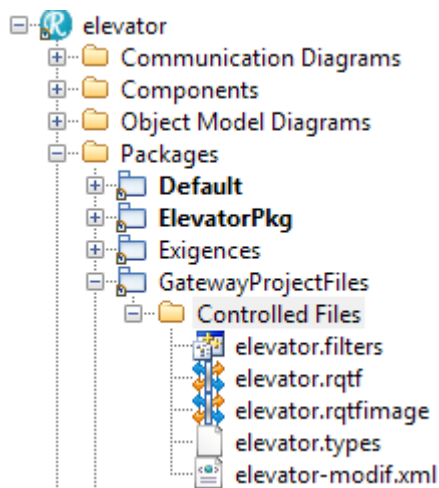 elevator
Communication Diagrams
Components
Object Model Diagrams
Packages
Default
ElevatorPkg
Exigences
GatewayProjectFiles
Controlled Files
elevator.filters
elevator.rqtf
elevator.rqtfimage
elevator.types
elevator-modif.xml